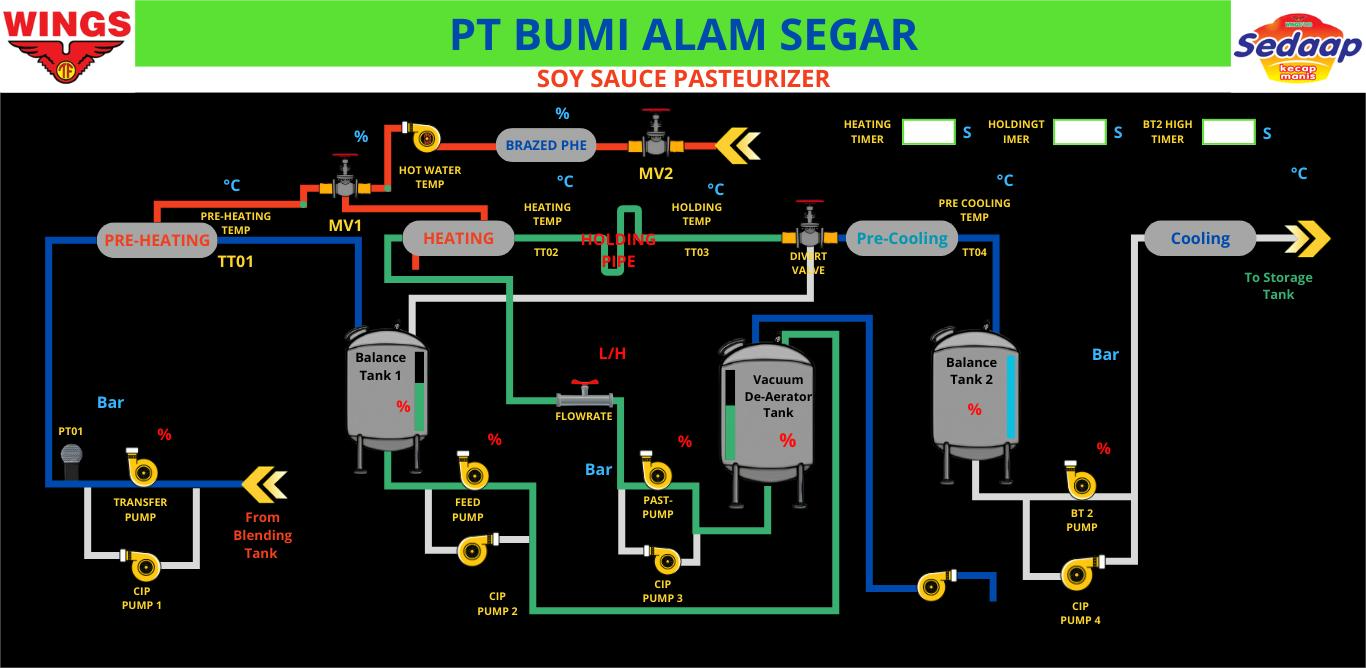 WINGS
PT BUMI ALAM SEGAR
SOY SAUCE PASTEURIZER
Sedaap
kecap
manis
%
%
HOT WATER
TEMP
BRAZED PHE
MV2
HEATING
TIMER
S
HOLDINGT
IMER
S
BT2 HIGH
TIMER
S
°C
PRE-HEATING
TEMP
PRE-HEATING
TT01
MV1
HEATING
°C
HEATING
TEMP
TT02
HOLDING
PIPE
°C
HOLDING
TEMP
TT03
DIVERT
VALVE
Pre-Cooling
°C
PRE COOLING
TEMP
TT04
°C
Cooling
To Storage
Tank
Balance
Tank 1
%
L/H
FLOWRATE
Vacuum
De-Aerator
Tank
%
Balance
Tank 2
%
Bar
Bar
PT01
%
TRANSFER
PUMP
From
Blending
Tank
CIP
PUMP 1
%
FEED
PUMP
CIP
PUMP 2
%
Bar
PAST-
PUMP
CIP
PUMP 3
%
BT 2
PUMP
CIP
PUMP 4